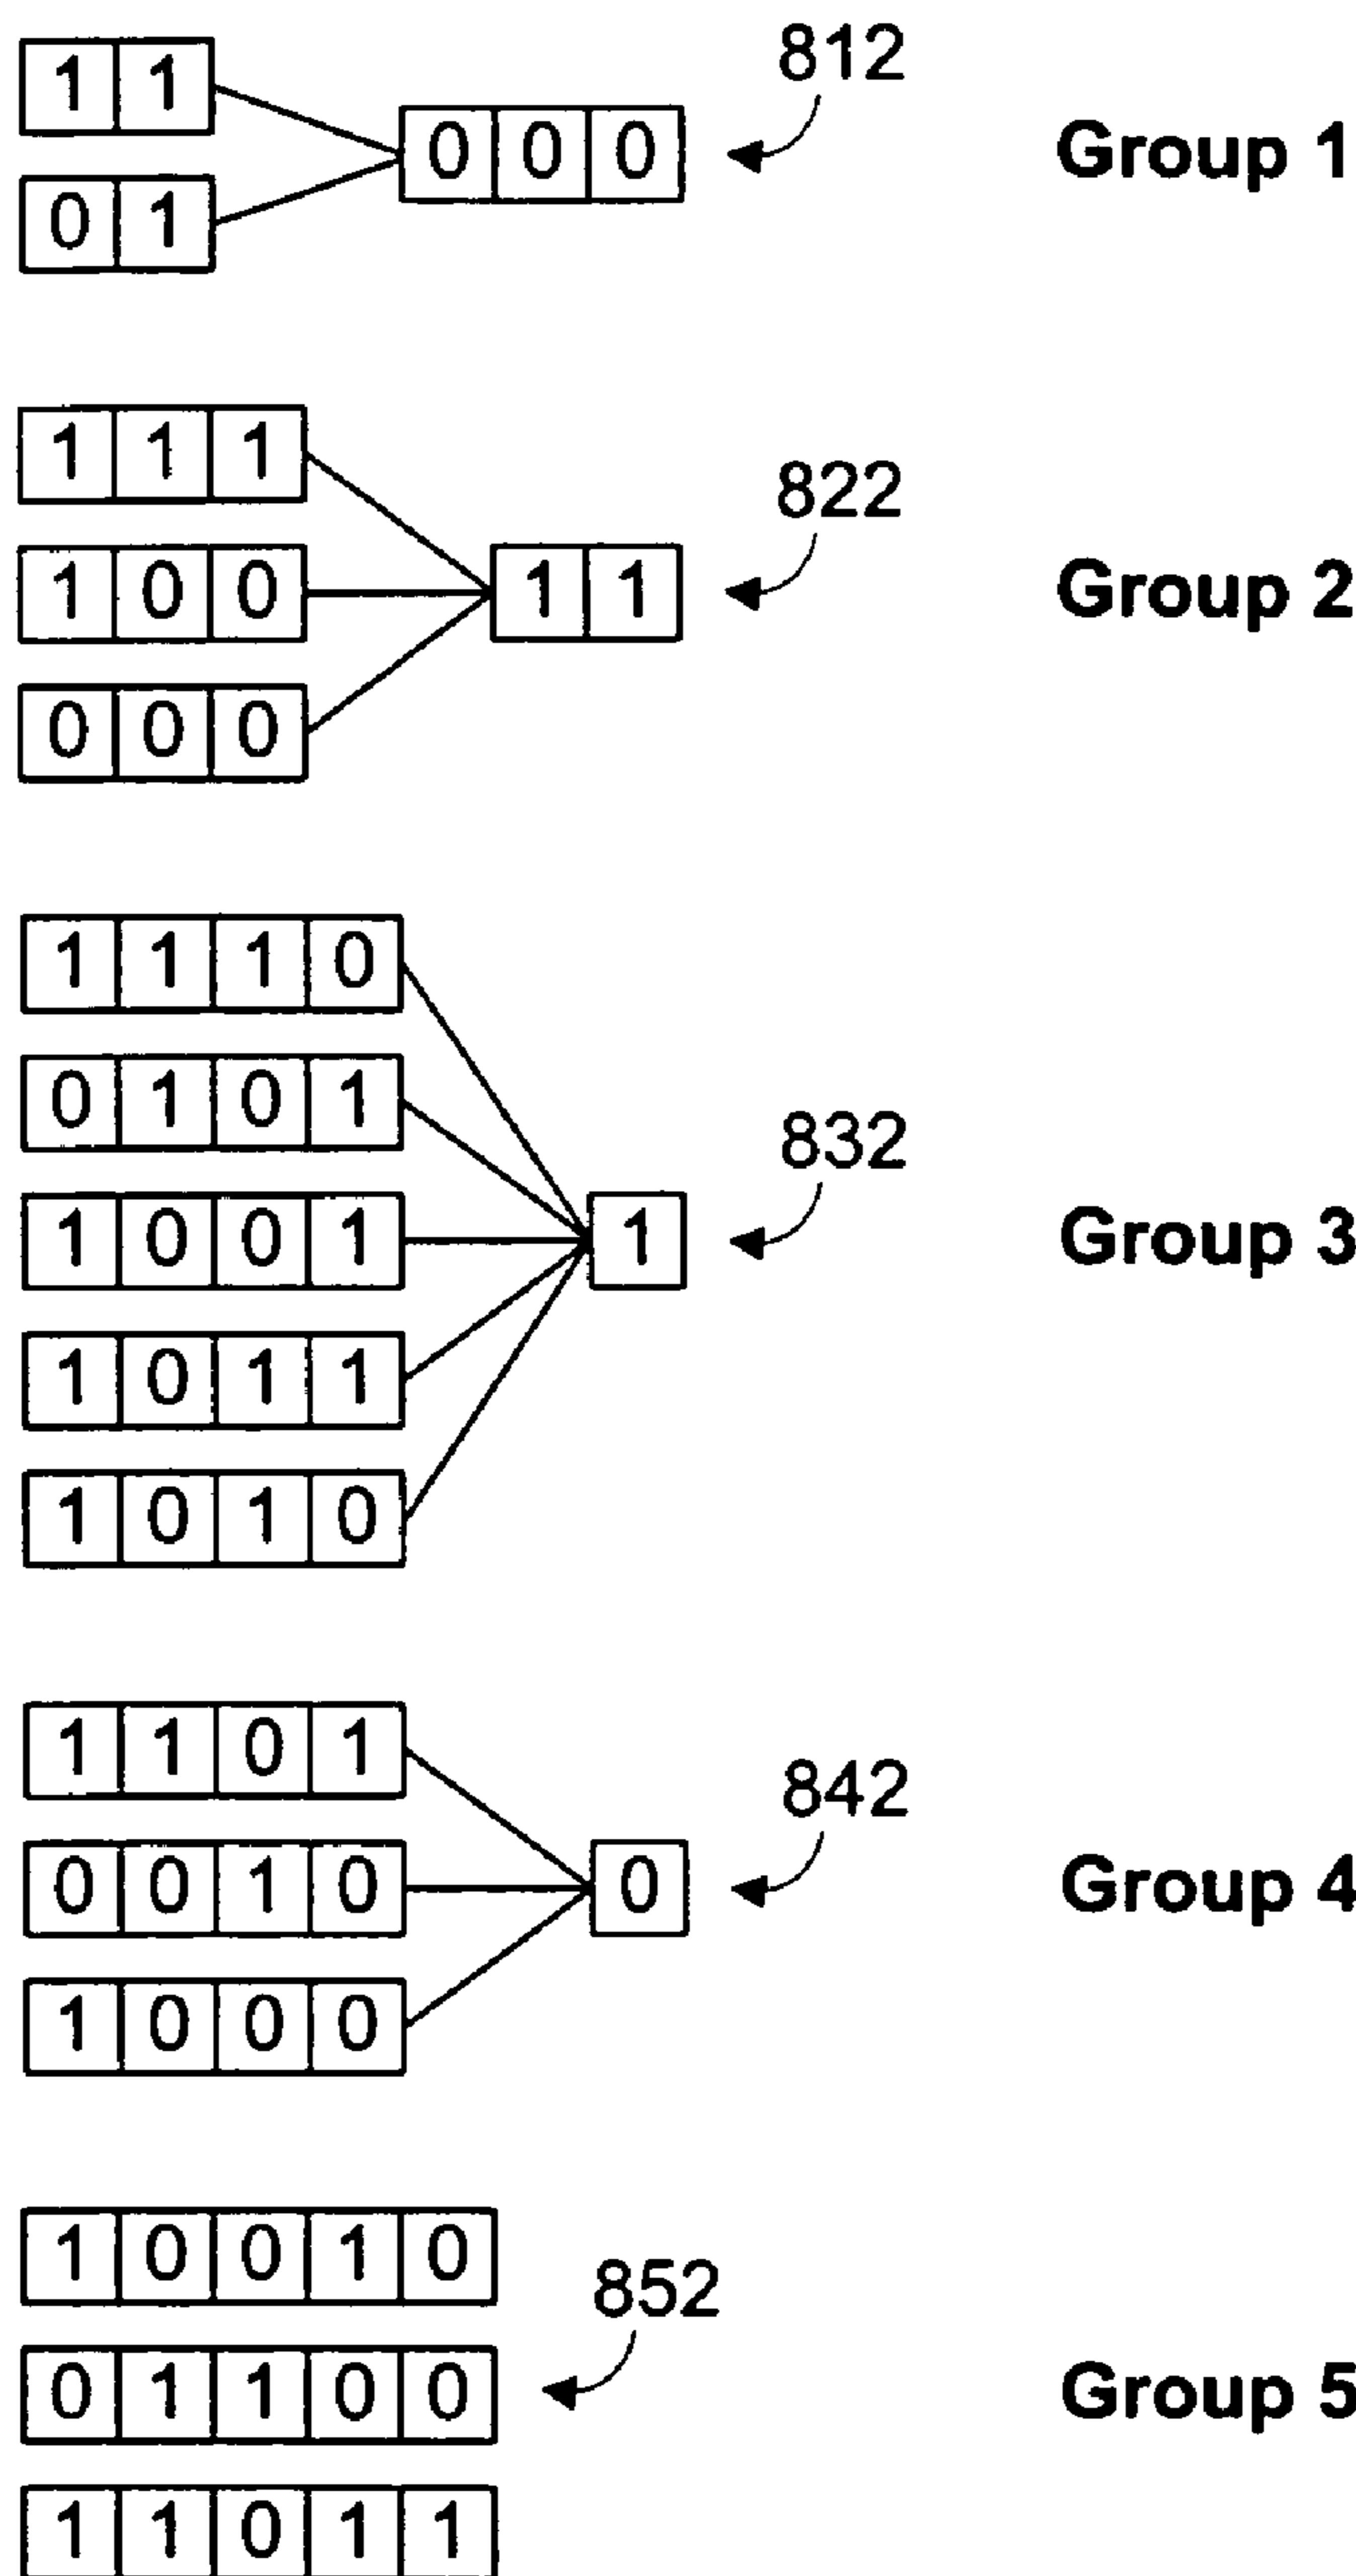 812
1 1
0 0 0
Group 1
0 1
1 1 1
822
1 0 0
1 1
Group 2
0 0 0
1 1 1 0
0 1 0 1
832
1 0 0 1
1
Group 3
1 0 1 1
1 0 1 0
1 1 0 1
842
0 0 1 0
0
Group 4
1 0 0 0
1 0 0 1 0
852
0 1 1 0 0
Group 5
1 1 0 1 1